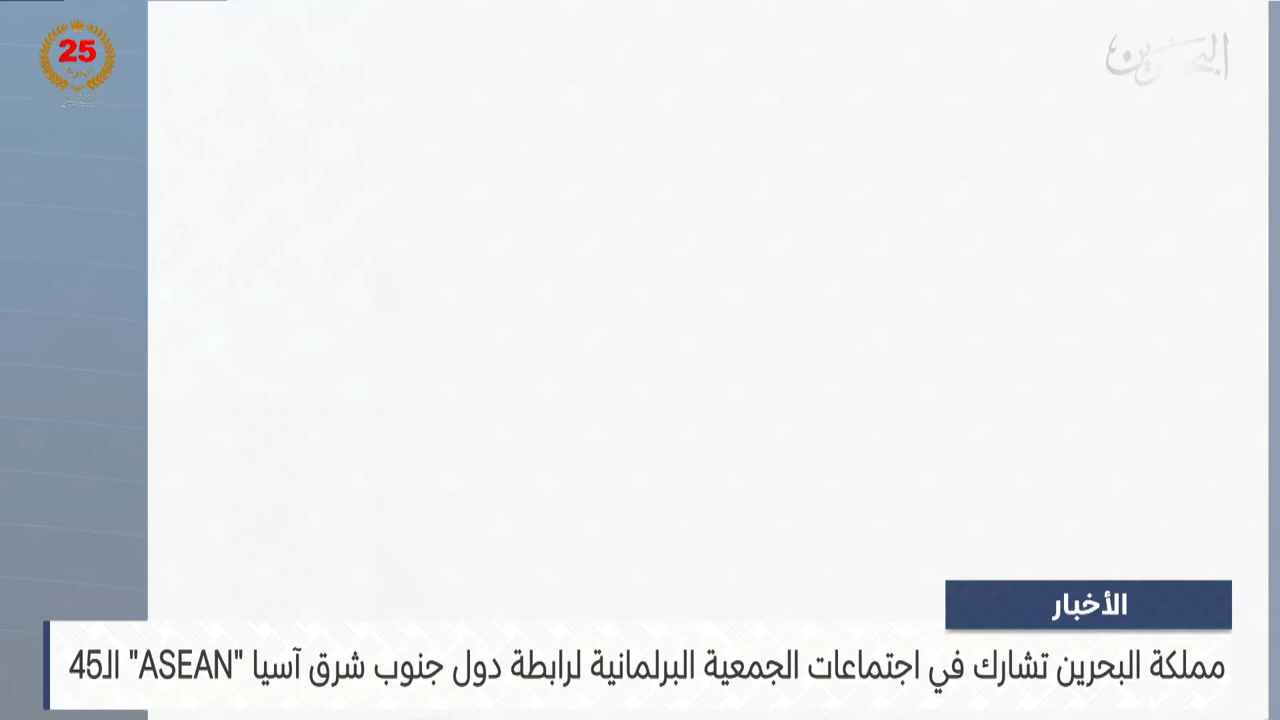 25
البحرين
الأخبار
مملكة البحرين تشارك في اجتماعات الجمعية البرلمانية لرابطة دول جنوب شرق آسيا "ASEAN" الـ45